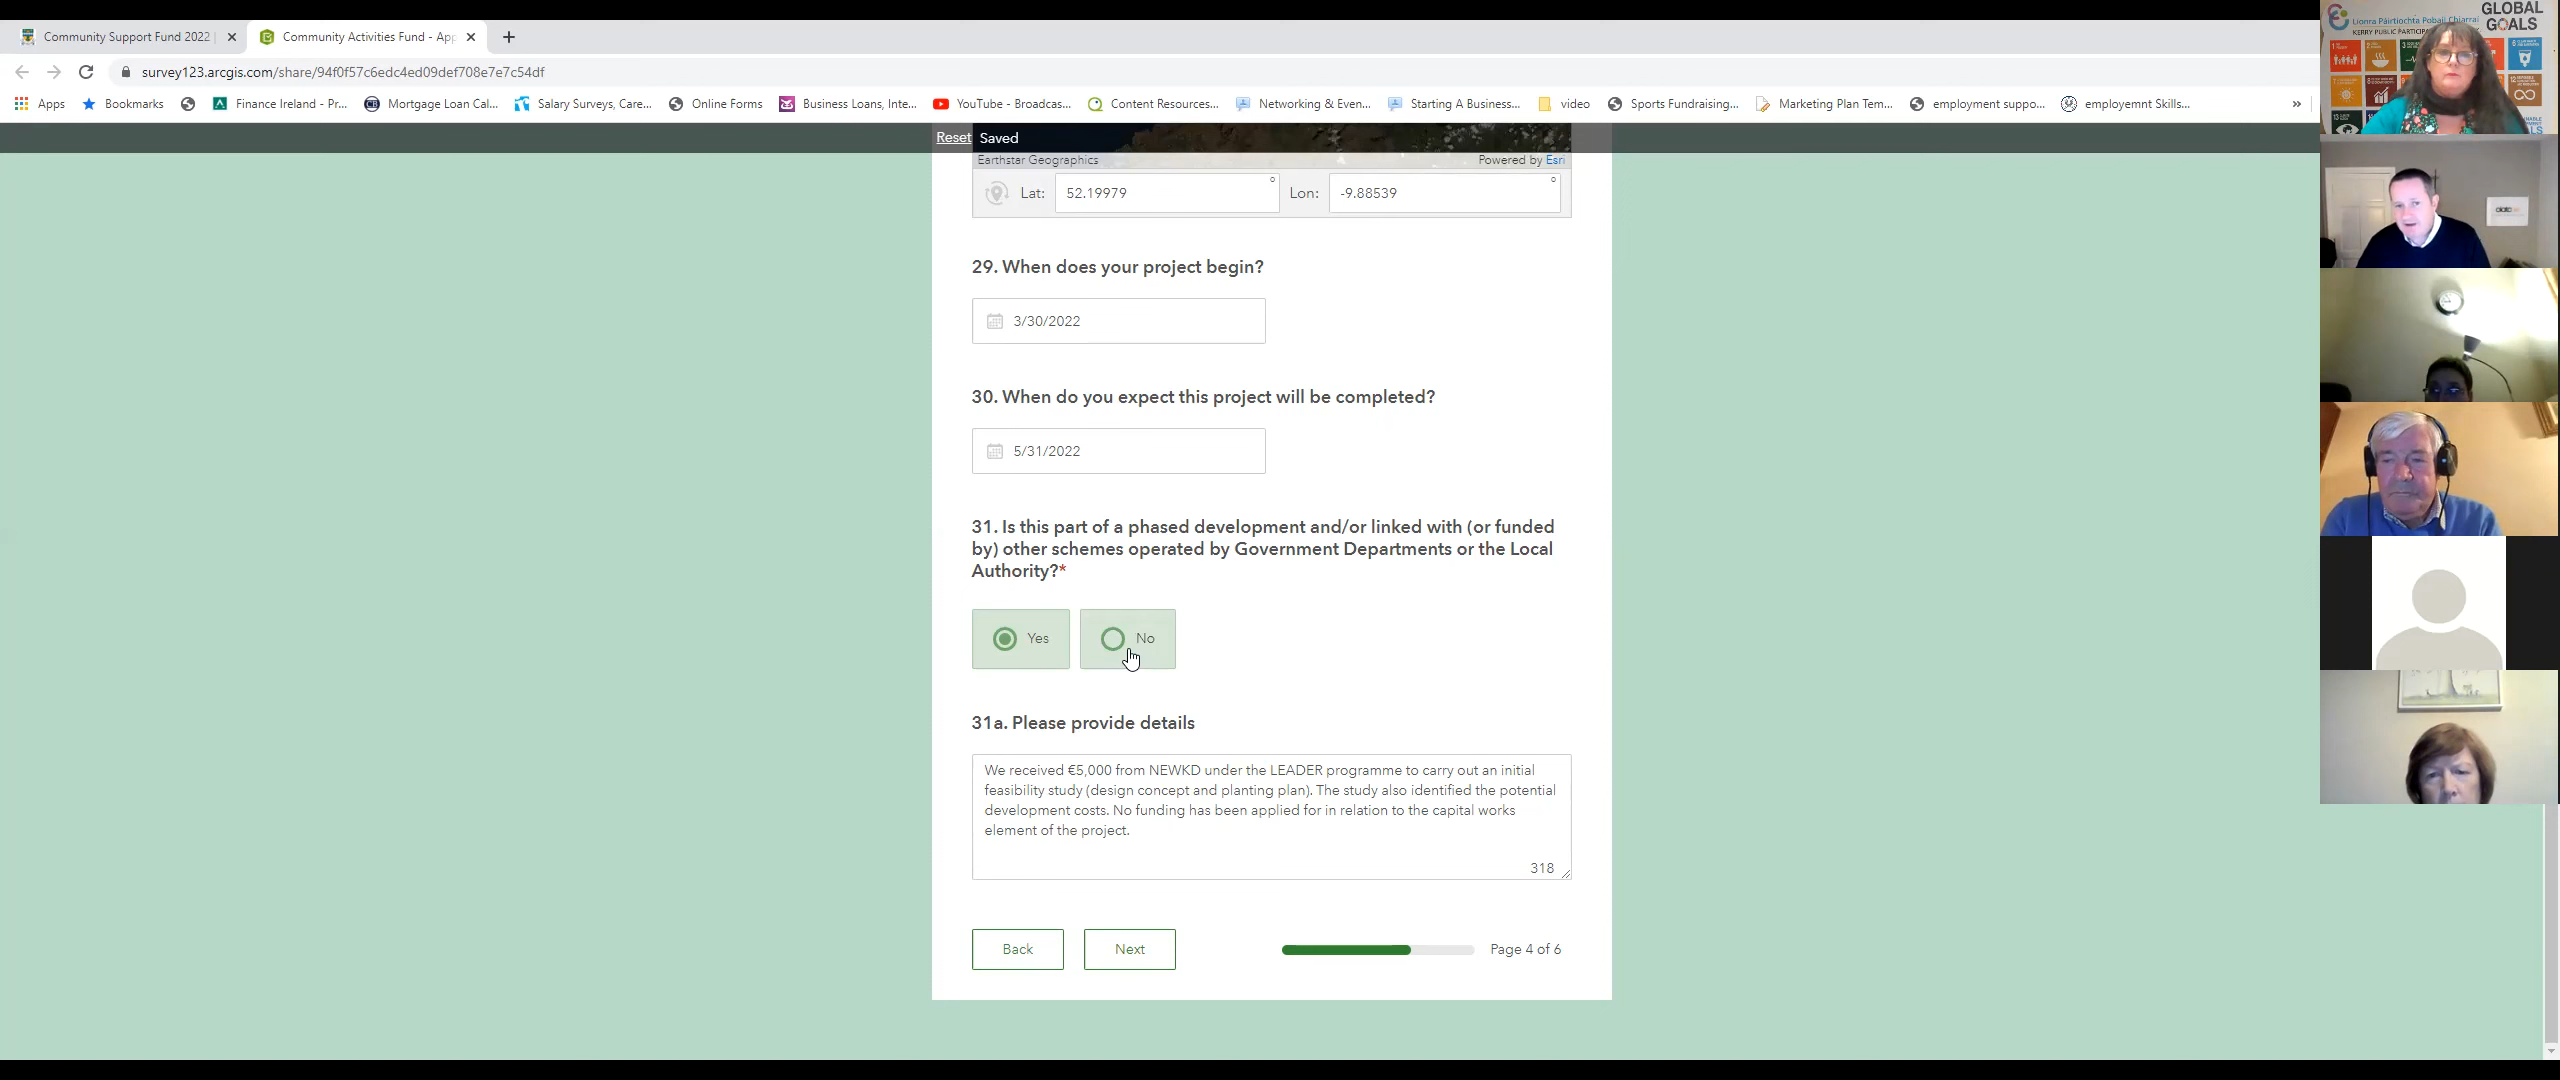 Community Support Fund 2022
Community Activities Fund - App
survey123.arcgis.com/share/94f0f57c6edc4ed09def708e7e7c54df
Apps
Bookmarks
Finance Ireland - Pr...
Mortgage Loan Cal...
Salary Surveys, Care...
Online Forms
Business Loans, Inte...
YouTube - Broadcas...
Content Resources...
Networking & Even...
Starting A Business...
video
Sports Fundraising...
Marketing Plan Tem...
employment suppo...
employemnt Skills...
»
Reset Saved
Earthstar Geographics
Powered by Esri
Lat: 52.19979 °
Lon: -9.88539 °
29. When does your project begin?
3/30/2022
30. When do you expect this project will be completed?
5/31/2022
31. Is this part of a phased development and/or linked with (or funded
by) other schemes operated by Government Departments or the Local
Authority?*
Yes
No
31a. Please provide details
We received €5,000 from NEWKD under the LEADER programme to carry out an initial
feasibility study (design concept and planting plan). The study also identified the potential
development costs. No funding has been applied for in relation to the capital works
element of the project.
318
Back
Next
Page 4 of 6
Líonra Páirtíochta Pobail Chiarraí
KERRY PUBLIC PARTICIPA
GLOBAL
GOALS